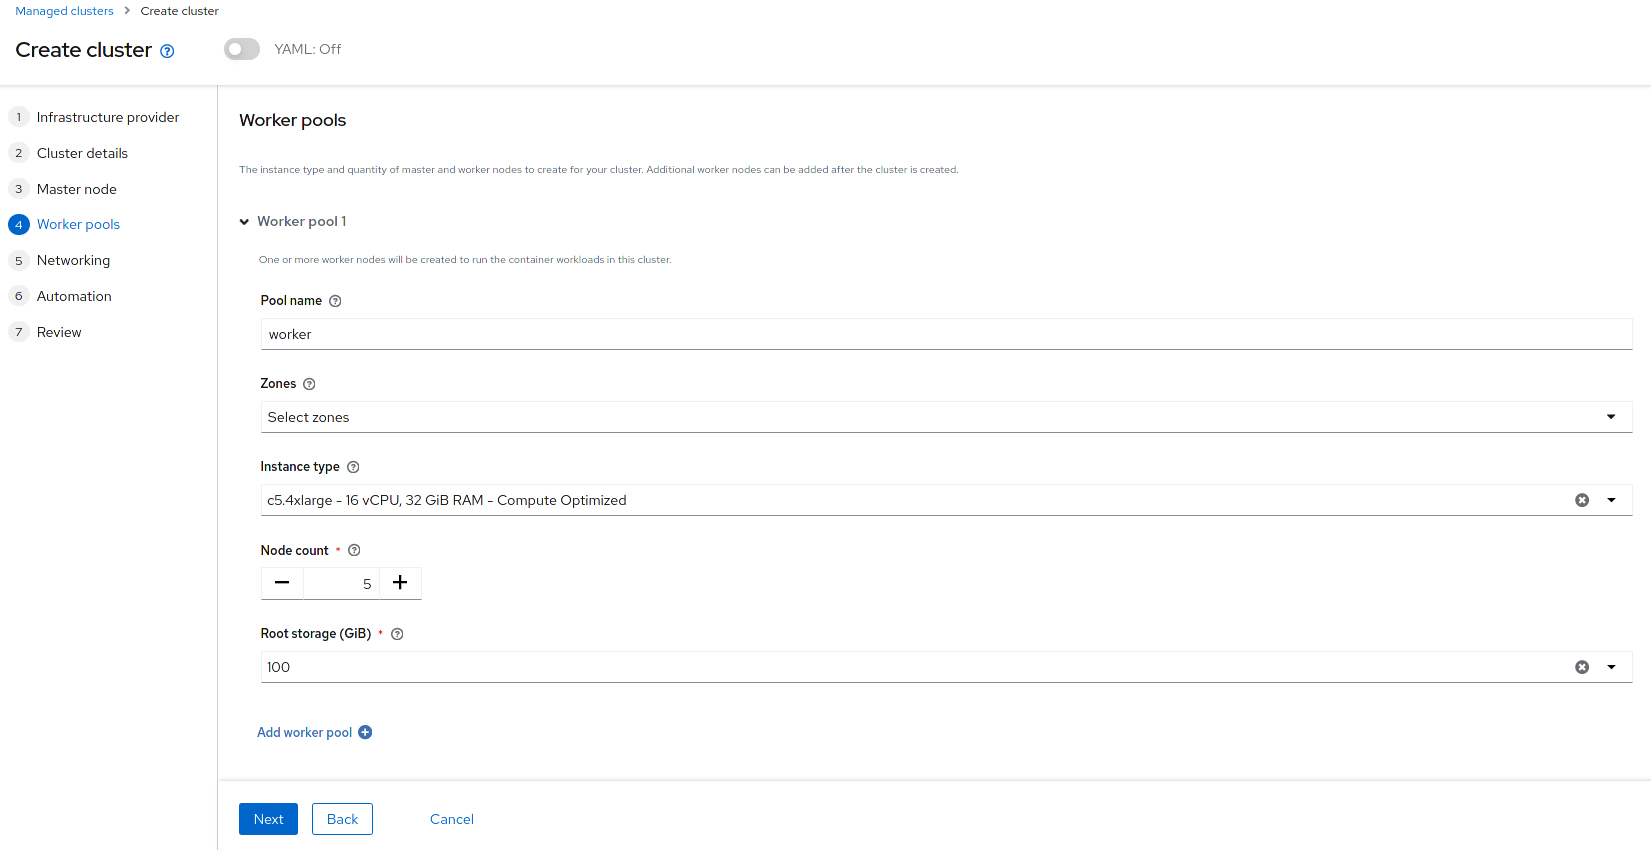 Managed clusters > Create cluster
Create cluster ? YAML: Off
1 Infrastructure provider
2 Cluster details
3 Master node
4 Worker pools
5 Networking
6 Automation
7 Review
Worker pools
The instance type and quantity of master and worker nodes to create for your cluster. Additional worker nodes can be added after the cluster is created.
Worker pool 1
One or more worker nodes will be created to run the container workloads in this cluster.
Pool name ?
worker
Zones ?
Select zones
Instance type ?
c5.4xlarge - 16 vCPU, 32 GiB RAM - Compute Optimized
Node count * ?
5
Root storage (GiB) * ?
100
Add worker pool
Next Back Cancel